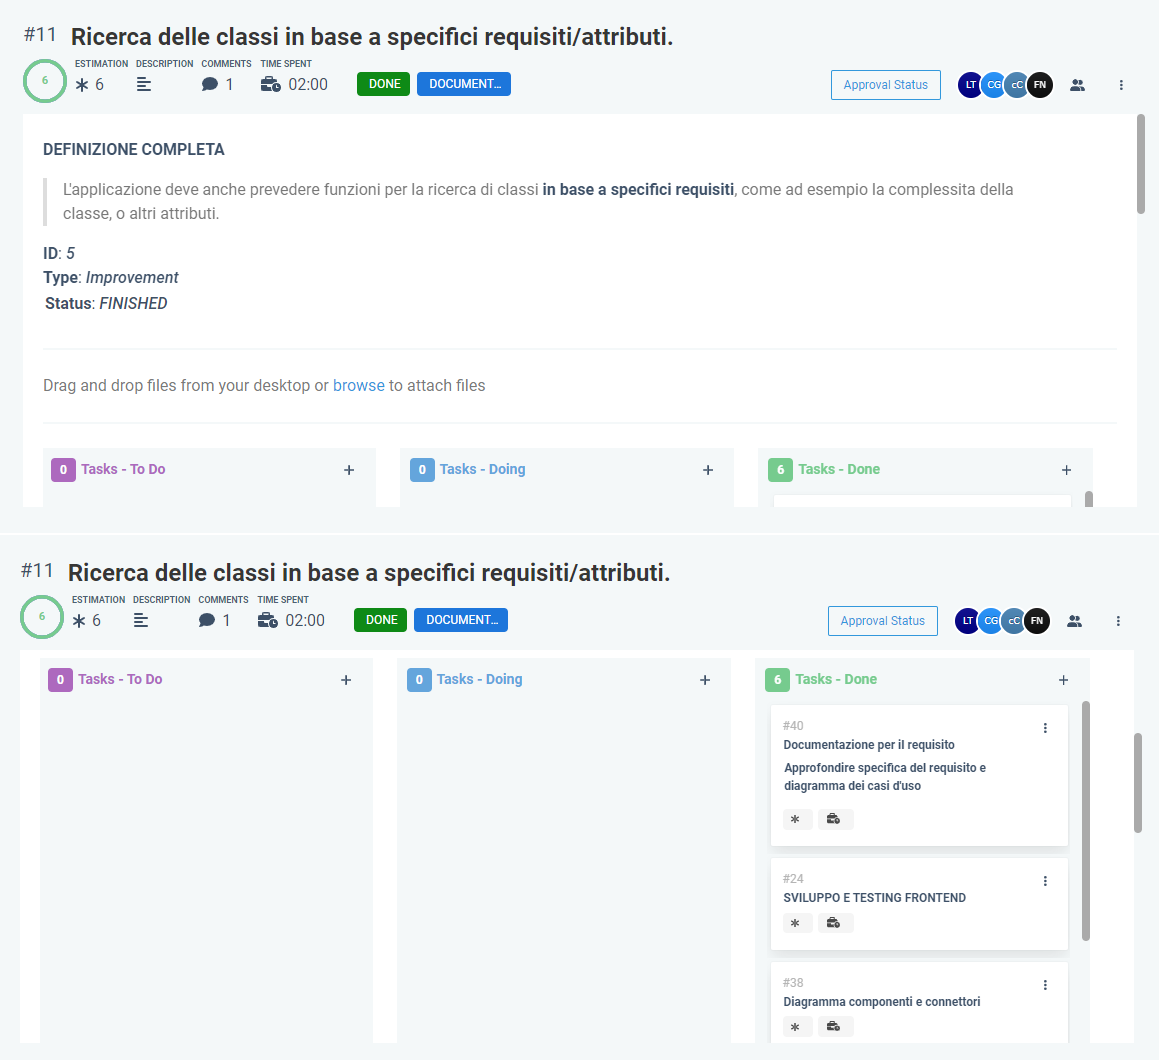 #11 Ricerca delle classi in base a specifici requisiti/attributi.
6
ESTIMATION DESCRIPTION COMMENTS TIME SPENT
6 1 02:00
DONE DOCUMENT...
Approval Status LT CG cC FN
DEFINIZIONE COMPLETA
L'applicazione deve anche prevedere funzioni per la ricerca di classi in base a specifici requisiti, come ad esempio la complessita della
classe, o altri attributi.
ID: 5
Type: Improvement
Status: FINISHED
Drag and drop files from your desktop or browse to attach files
0 Tasks - To Do +
0 Tasks - Doing +
6 Tasks - Done +
#11 Ricerca delle classi in base a specifici requisiti/attributi.
6
ESTIMATION DESCRIPTION COMMENTS TIME SPENT
6 1 02:00
DONE DOCUMENT...
Approval Status LT CG cC FN
0 Tasks - To Do +
0 Tasks - Doing +
6 Tasks - Done +
#40
Documentazione per il requisito
Approfondire specifica del requisito e
diagramma dei casi d'uso
#24
SVILUPPO E TESTING FRONTEND
#38
Diagramma componenti e connettori